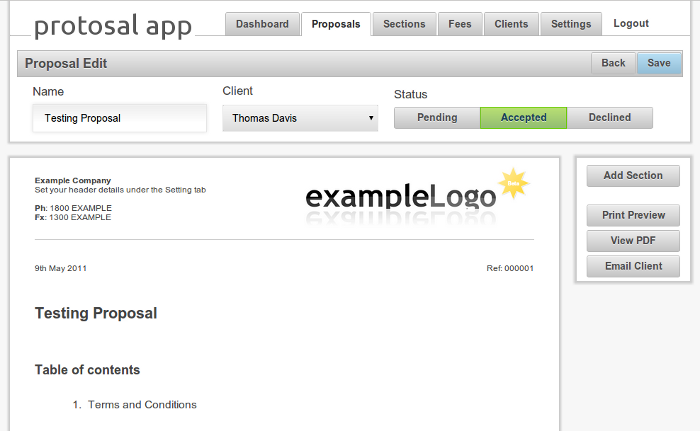 protosal app
Dashboard Proposals Sections Fees Clients Settings Logout
Proposal Edit Back Save
Name Client Status
Testing Proposal Thomas Davis Pending Accepted Declined
Example Company
Set your header details under the Setting tab
Ph: 1800 EXAMPLE
Fx: 1300 EXAMPLE
exampleLogo
Add Section
Print Preview
View PDF
Email Client
9th May 2011 Ref: 000001
Testing Proposal
Table of contents
1. Terms and Conditions